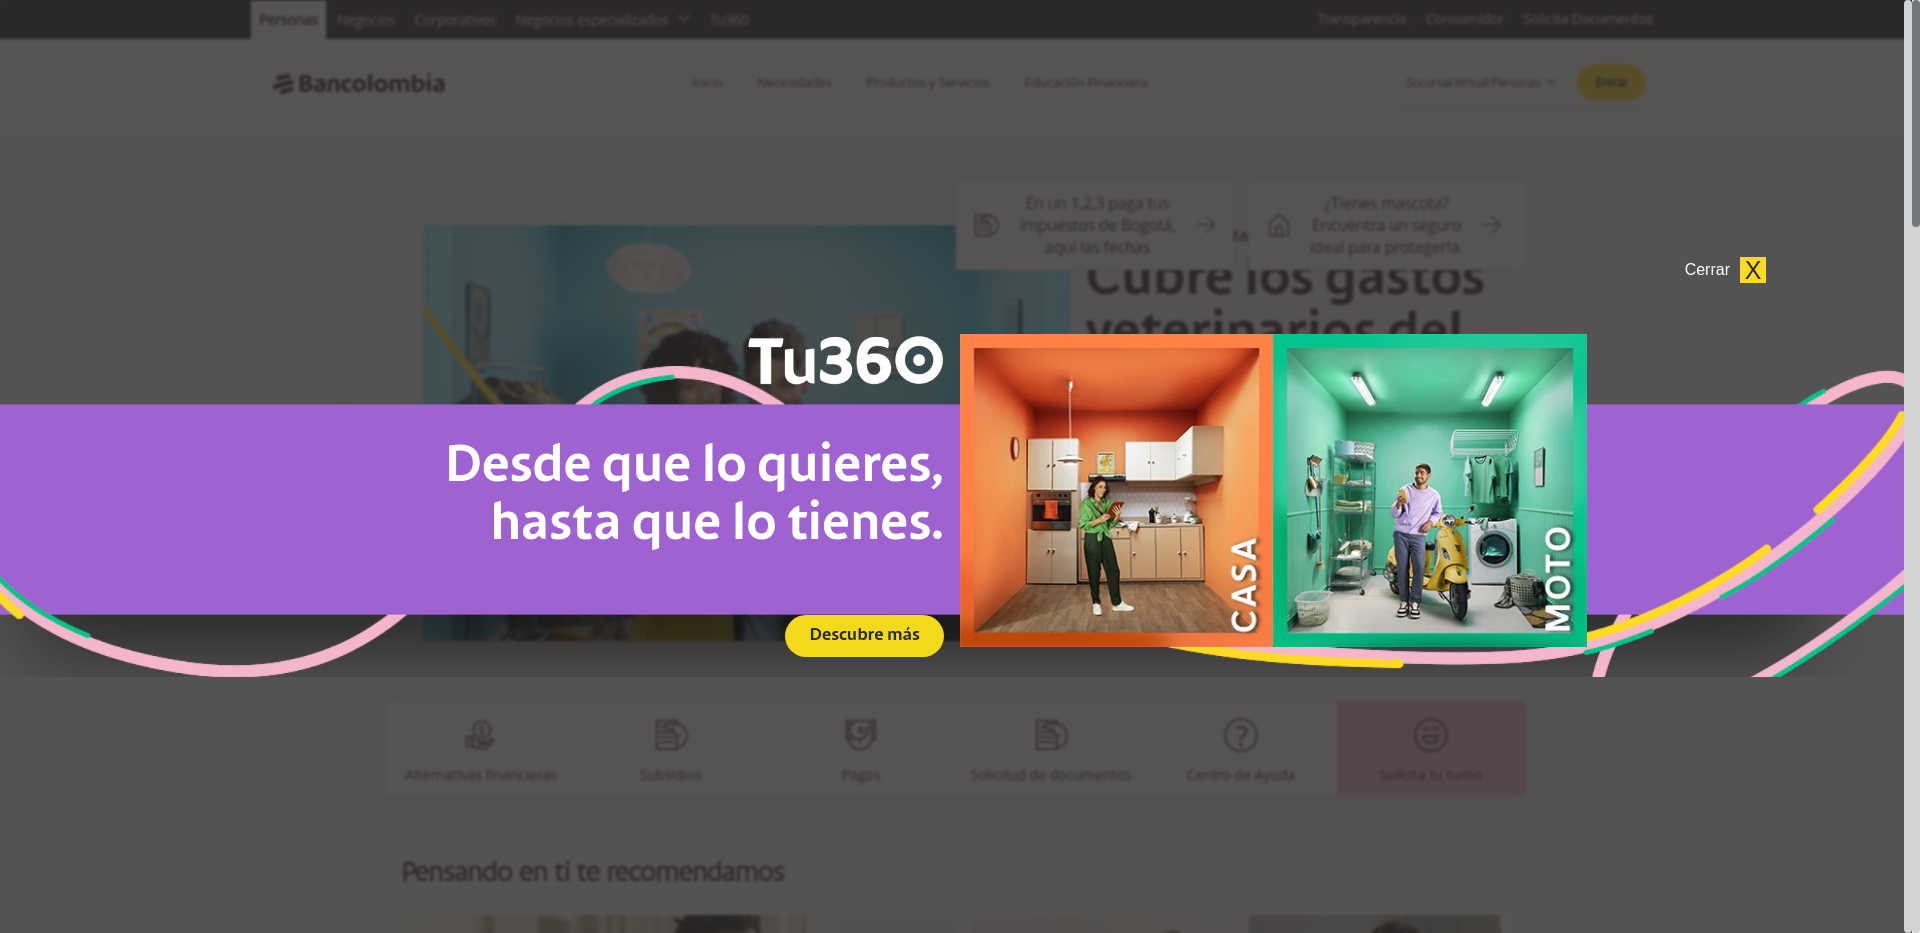 Personas Negocios Corporativos Negocios especializados Tu360 Transparencia Consumidor Solicita Documentos
Bancolombia Inicio Necesidades Productos y Servicios Educación Financiera Sucursal Virtual Personas Entrar
En un 1,2,3 paga tus
impuestos de Bogotá,
aquí las fechas
¿Tienes mascota?
Encuentra un seguro
ideal para protegerla.
Cubre los gastos
veterinarios del
Cerrar X
Tu360
Desde que lo quieres,
hasta que lo tienes.
Descubre más
CASA
MOTO
Alternativas financieras Subsidios Pagos Solicitud de documentos Centro de Ayuda Solicita tu turno
Pensando en ti te recomendamos